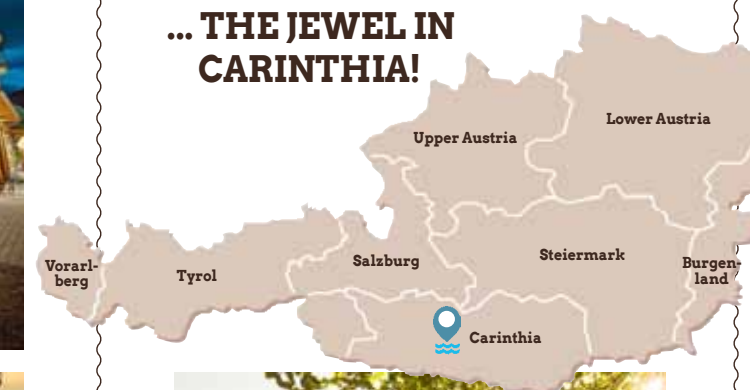 ... THE JEWEL IN
CARINTHIA!
Lower Austria
Upper Austria
Steiermark
Salzburg
Vorarl-
berg
Tyrol
Burgen-
land
Carinthia